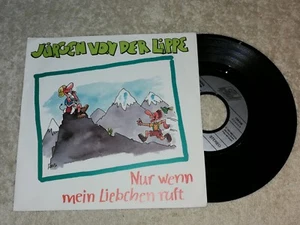 JÜRGEN VON DER LIPPE
Nur wenn
mein Liebchen ruft